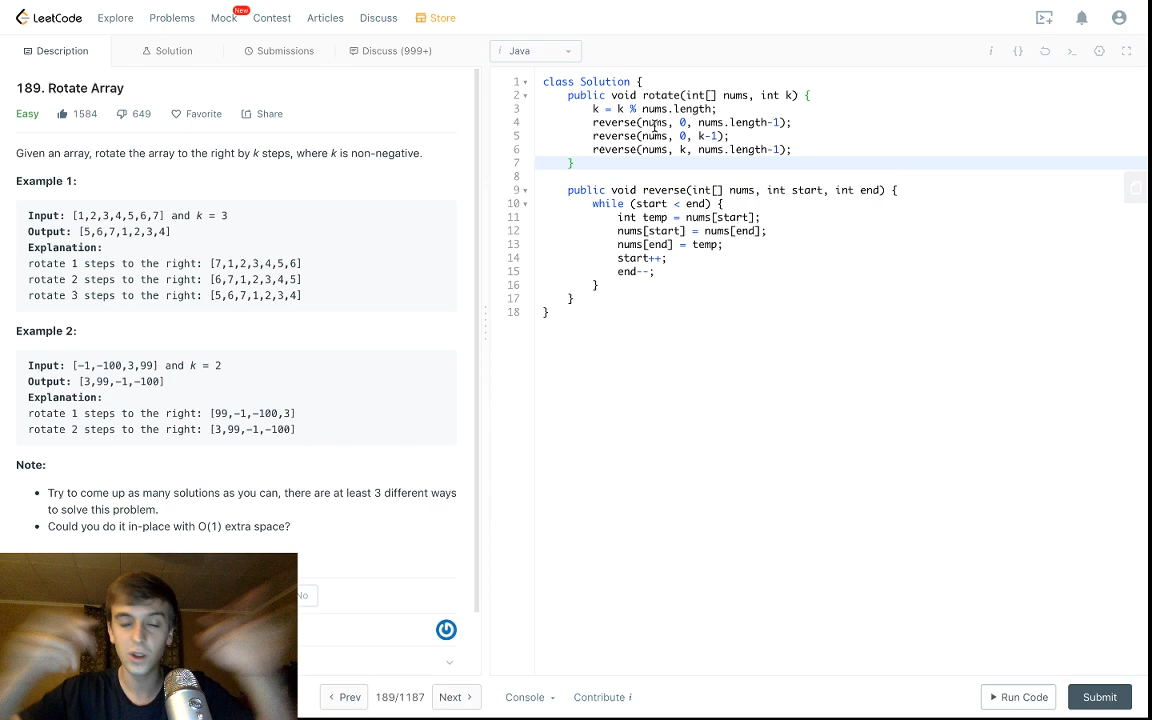 LeetCode Explore Problems Mock New Contest Articles Discuss Store
Description Solution Submissions Discuss (999+) i Java
189. Rotate Array
Easy 1584 649 Favorite Share
Given an array, rotate the array to the right by k steps, where k is non-negative.
Example 1:
Input: [1,2,3,4,5,6,7] and k = 3
Output: [5,6,7,1,2,3,4]
Explanation:
rotate 1 steps to the right: [7,1,2,3,4,5,6]
rotate 2 steps to the right: [6,7,1,2,3,4,5]
rotate 3 steps to the right: [5,6,7,1,2,3,4]
Example 2:
Input: [-1,-100,3,99] and k = 2
Output: [3,99,-1,-100]
Explanation:
rotate 1 steps to the right: [99,-1,-100,3]
rotate 2 steps to the right: [3,99,-1,-100]
Note:
• Try to come up as many solutions as you can, there are at least 3 different ways
to solve this problem.
• Could you do it in-place with O(1) extra space?
No
Prev 189/1187 Next
1 class Solution {
2 public void rotate(int[] nums, int k) {
3 k = k % nums.length;
4 reverse(nums, 0, nums.length-1);
5 reverse(nums, 0, k-1);
6 reverse(nums, k, nums.length-1);
7 }
8
9 public void reverse(int[] nums, int start, int end) {
10 while (start < end) {
11 int temp = nums[start];
12 nums[start] = nums[end];
13 nums[end] = temp;
14 start++;
15 end--;
16 }
17 }
18 }
Console Contribute i Run Code Submit